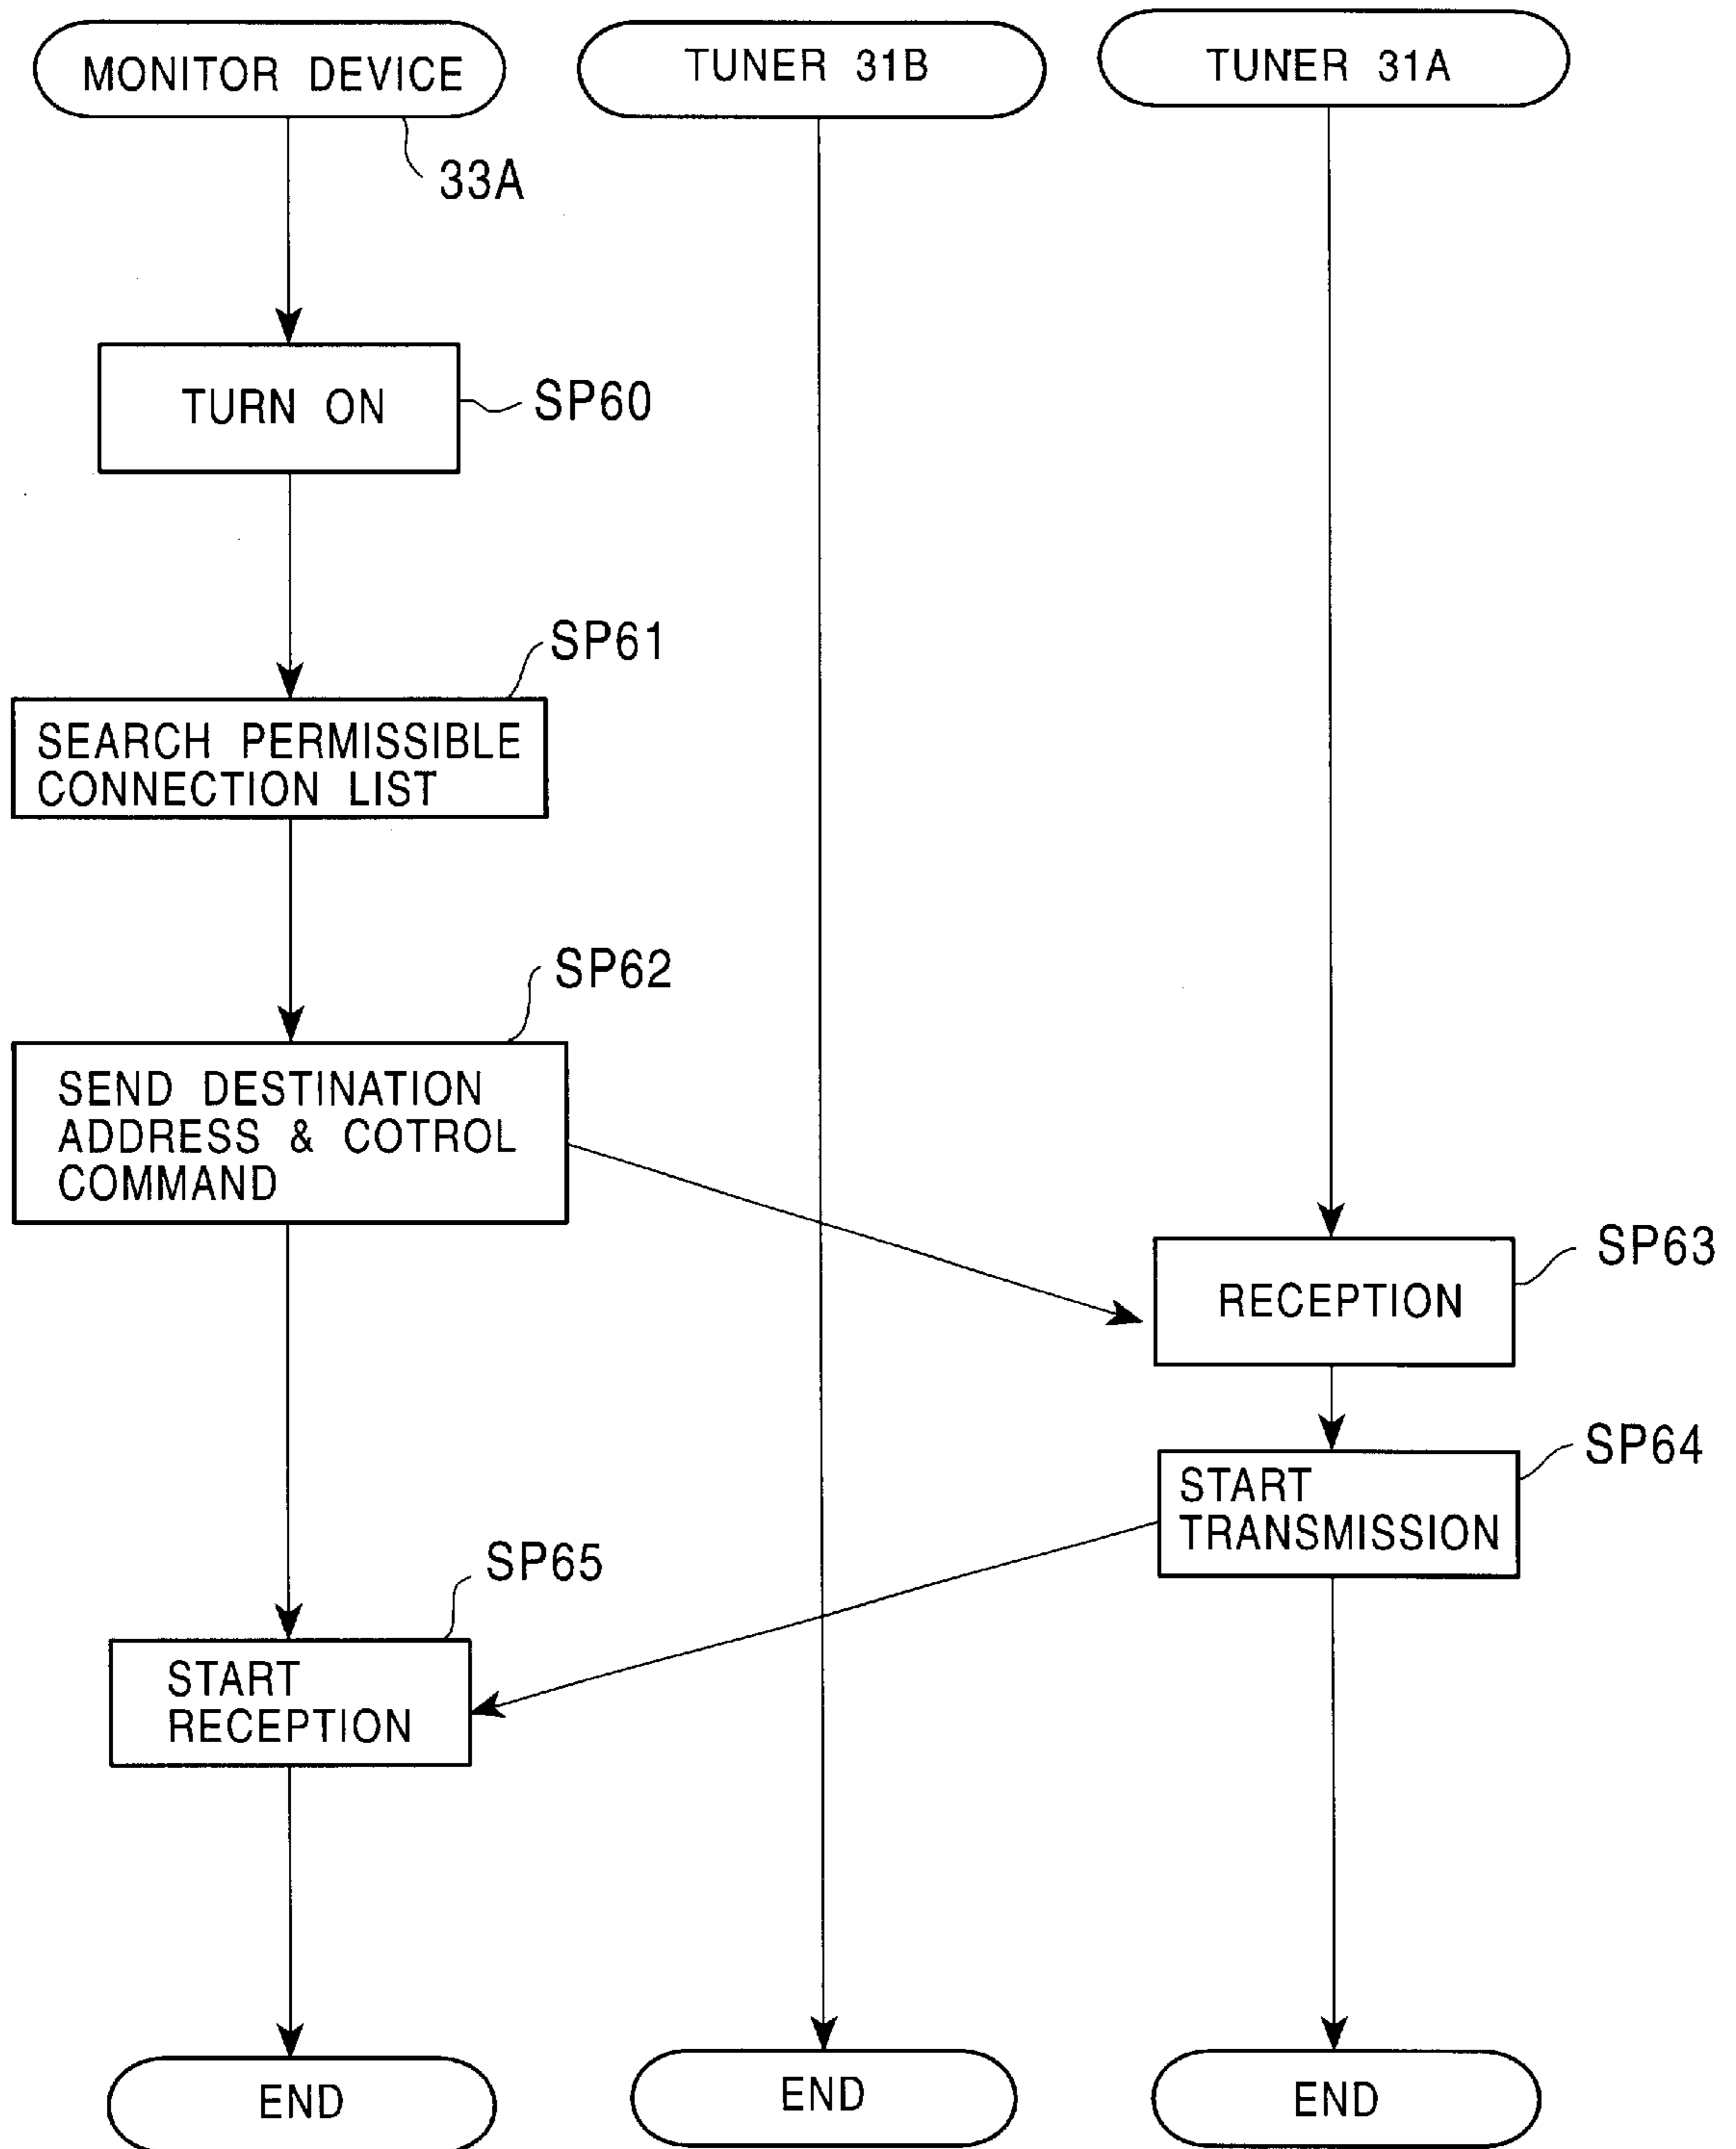 MONITOR DEVICE
TUNER 31B
TUNER 31A
33A
TURN ON
SP60
SP61
SEARCH PERMISSIBLE
CONNECTION LIST
SP62
SEND DESTINATION
ADDRESS & COTROL
COMMAND
SP63
RECEPTION
SP64
START
TRANSMISSION
SP65
START
RECEPTION
END
END
END